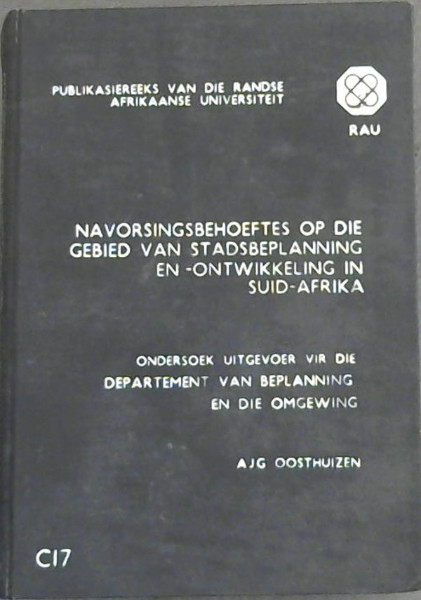 PUBLIKASIEREEKS VAN DIE RANDSE
AFRIKAANSE UNIVERSITEIT
RAU
NAVORSINGSBEHOEFTES OP DIE
GEBIED VAN STADSBEPLANNING
EN -ONTWIKKELING IN
SUID-AFRIKA
ONDERSOEK UITGEVOER VIR DIE
DEPARTEMENT VAN BEPLANNING
EN DIE OMGEWING
AJG OOSTHUIZEN
C17